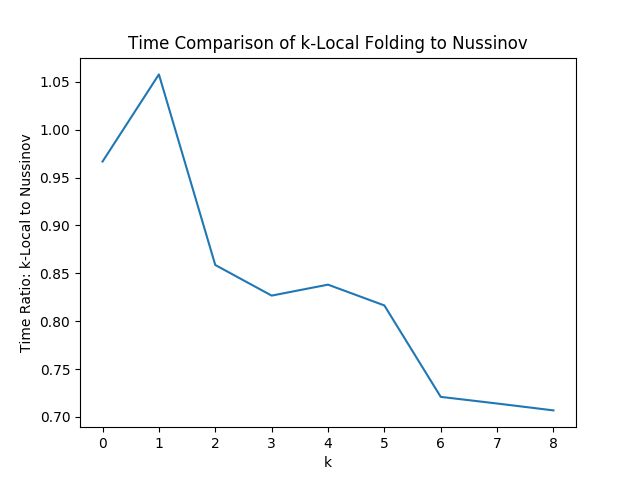 Time Comparison of k-Local Folding to Nussinov
Time Ratio: k-Local to Nussinov
1.05
1.00
0.95
0.90
0.85
0.80
0.75
0.70
0 1 2 3 4 5 6 7 8
k